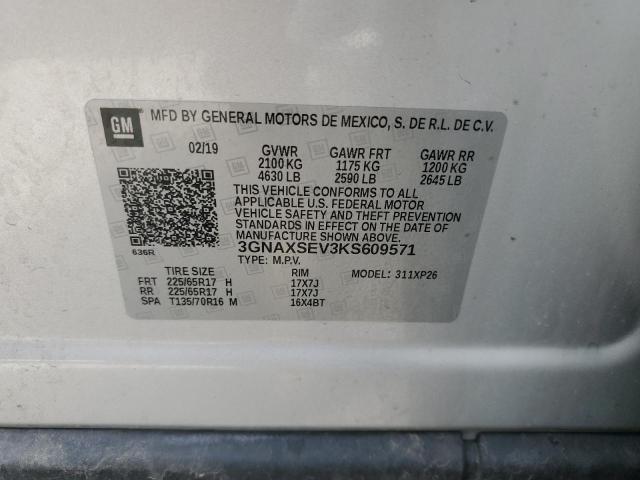 GM MFD BY GENERAL MOTORS DE MEXICO, S. DE R.L. DE C.V.
02/19 GVWR GAWR FRT GAWR RR
2100 KG 1175 KG 1200 KG
4630 LB 2590 LB 2645 LB
THIS VEHICLE CONFORMS TO ALL
APPLICABLE U.S. FEDERAL MOTOR
VEHICLE SAFETY AND THEFT PREVENTION
STANDARDS IN EFFECT ON THE DATE OF
MANUFACTURE SHOWN ABOVE.
636R 3GNAXSEV3KS609571
TYPE: M.P.V.
TIRE SIZE RIM MODEL: 311XP26
FRT 225/65R17 H 17X7J
RR 225/65R17 H 17X7J
SPA T135/70R16 M 16X4BT